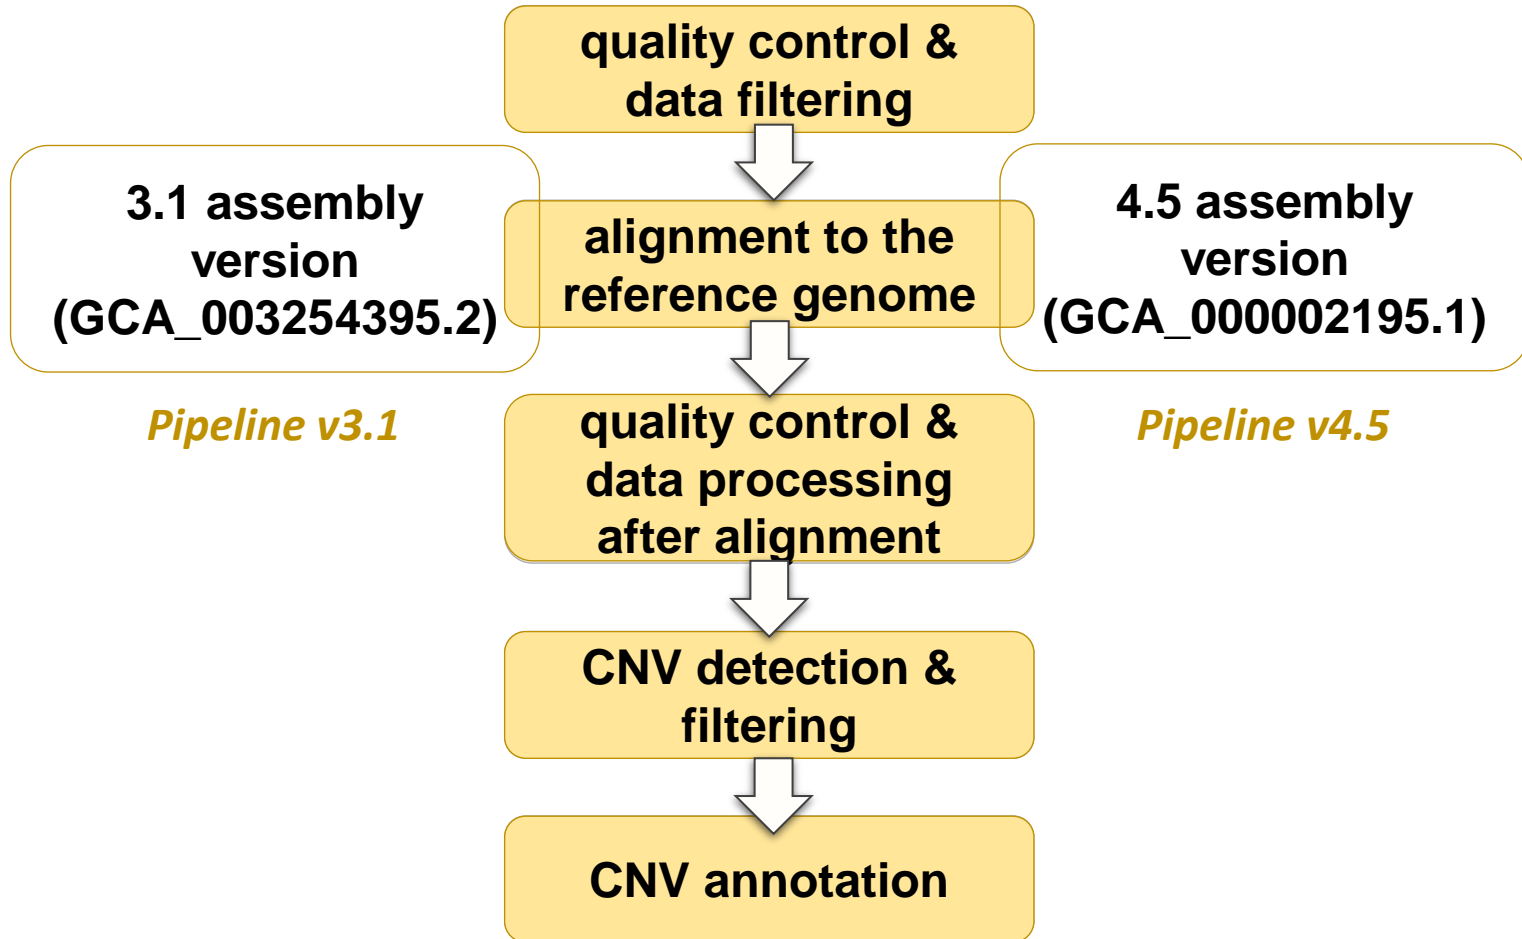 quality control &
data filtering
3.1 assembly
version
(GCA_003254395.2)
alignment to the
reference genome
4.5 assembly
version
(GCA_000002195.1)
Pipeline v3.1
quality control &
data processing
after alignment
Pipeline v4.5
CNV detection &
filtering
CNV annotation